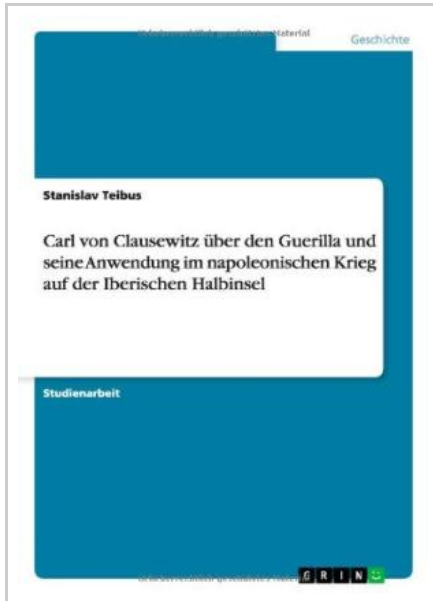 Geschichte
Stanislav Teibus
Carl von Clausewitz über den Guerilla und
seine Anwendung im napoleonischen Krieg
auf der Iberischen Halbinsel
Studienarbeit
GRIN